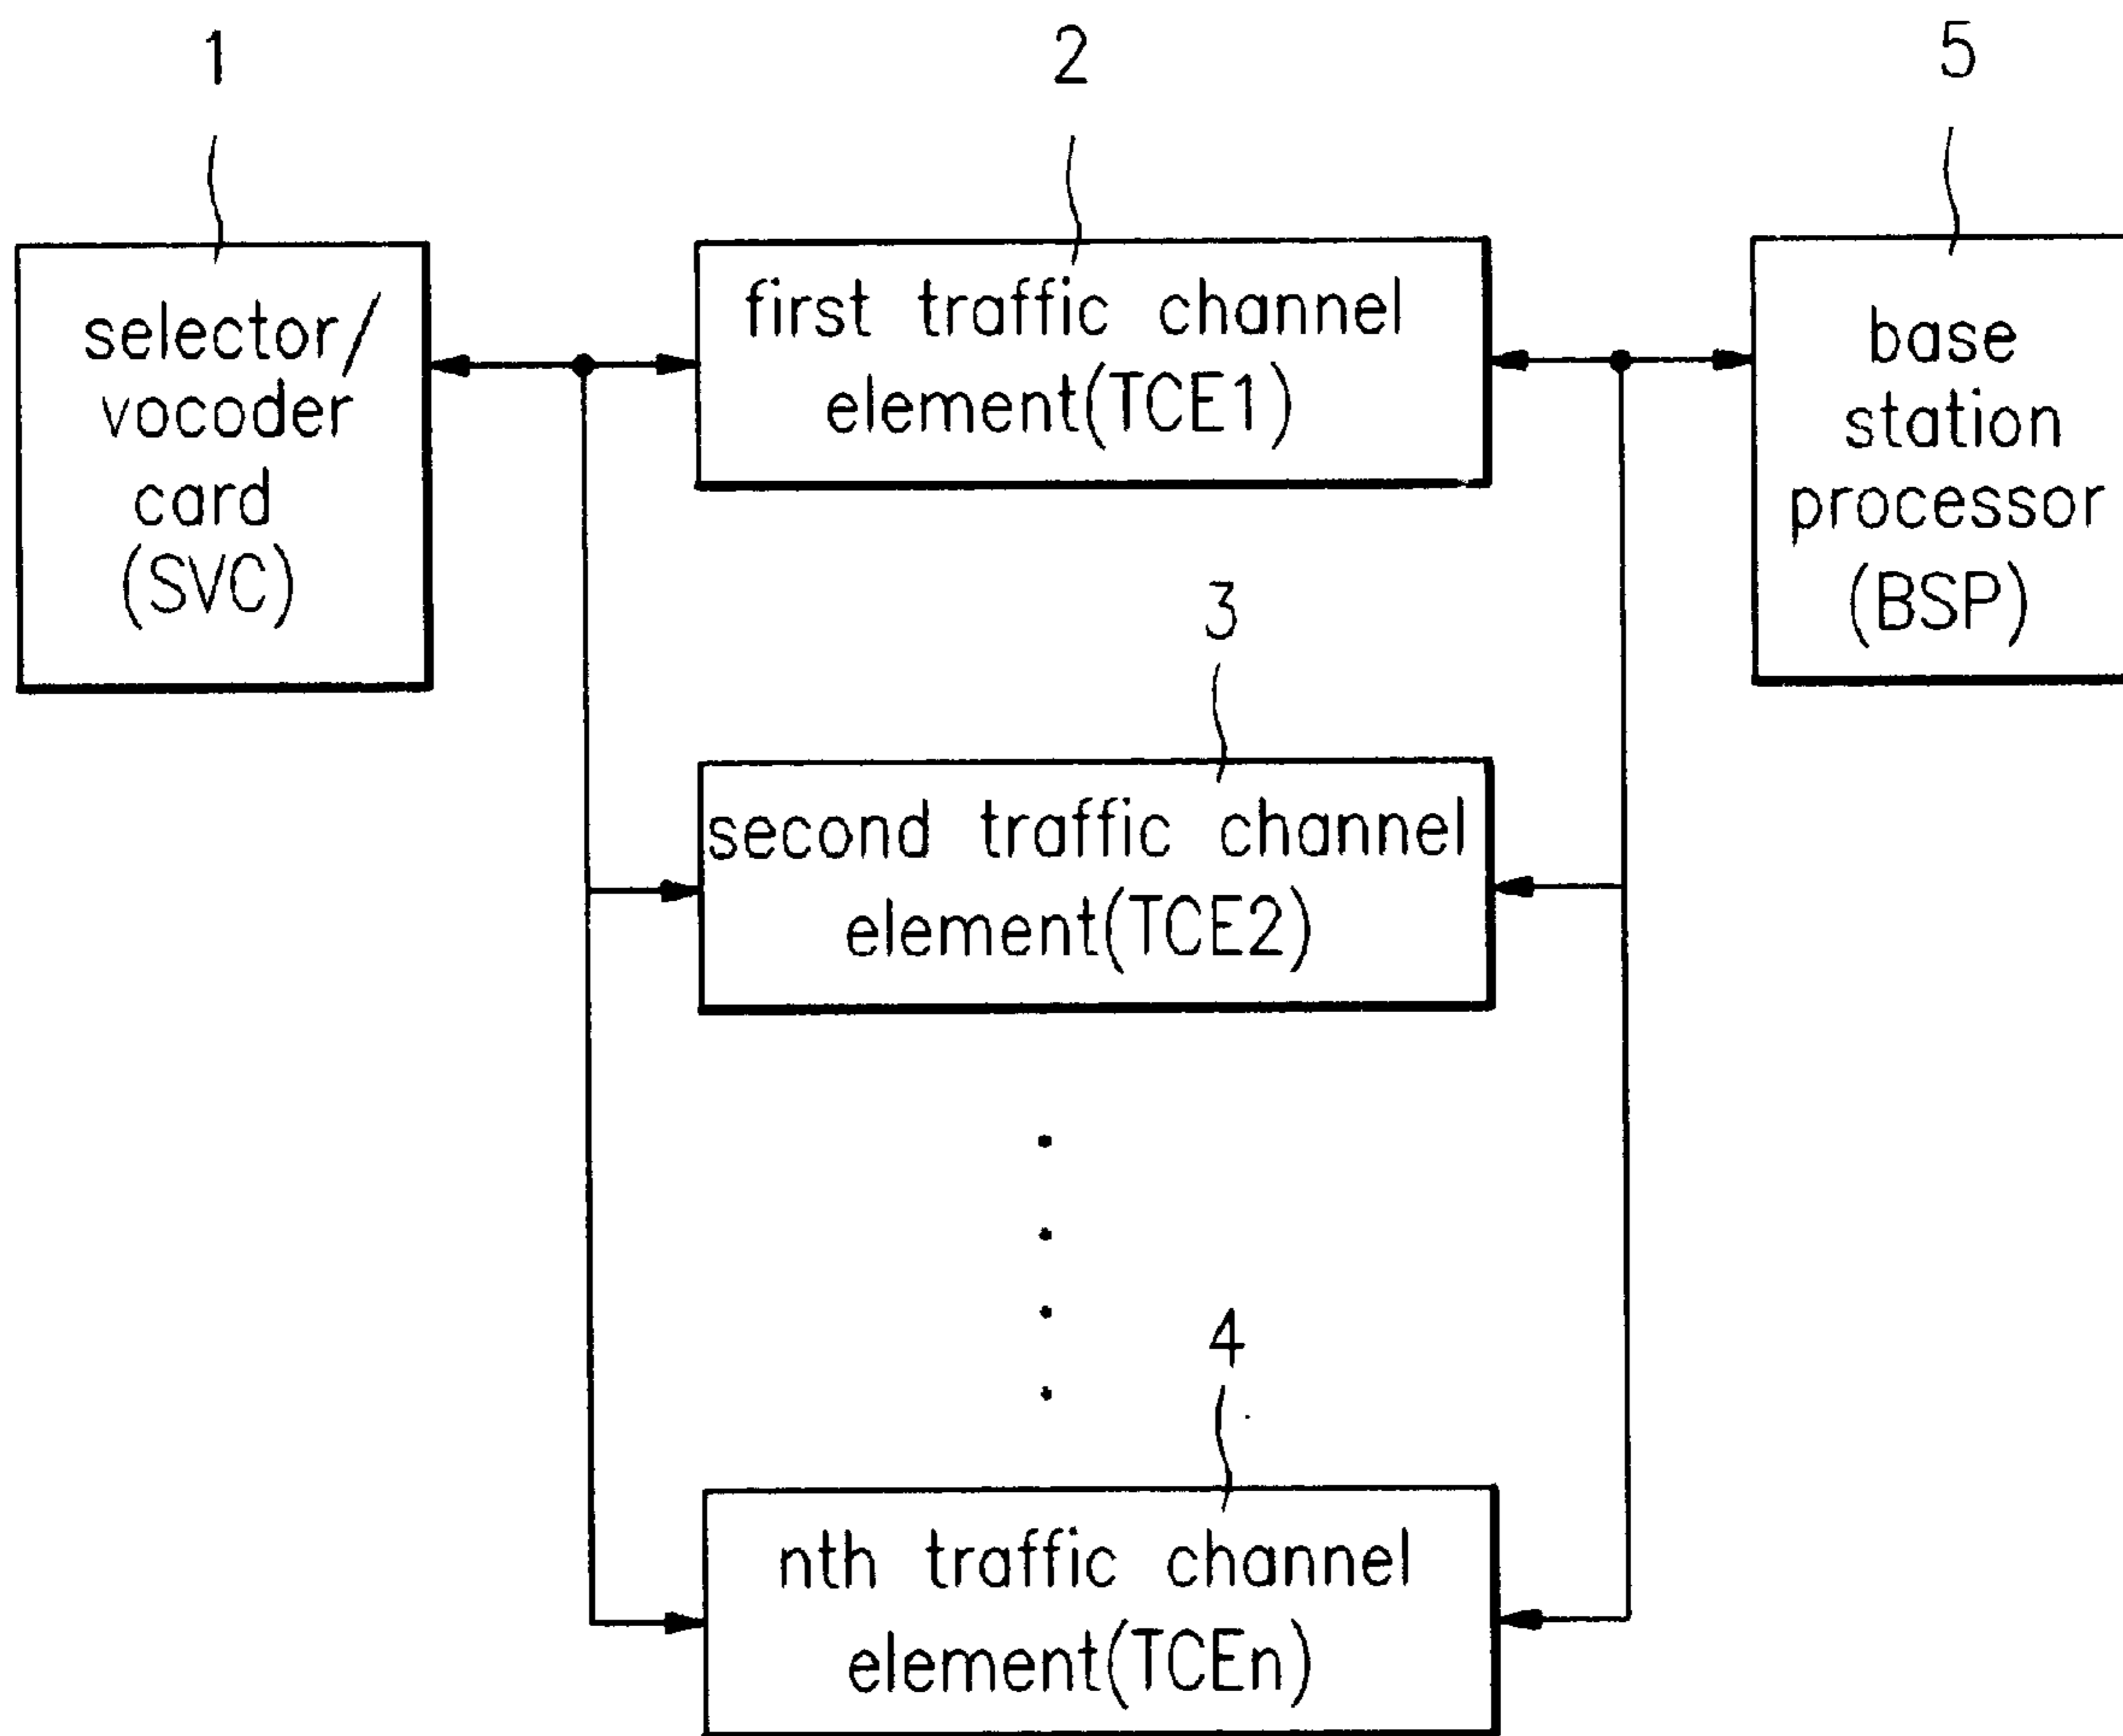 1
2
5
selector/
vocoder
card
(SVC)
first traffic channel
element(TCE1)
base
station
processor
(BSP)
3
second traffic channel
element(TCE2)
4
nth traffic channel
element(TCEn)